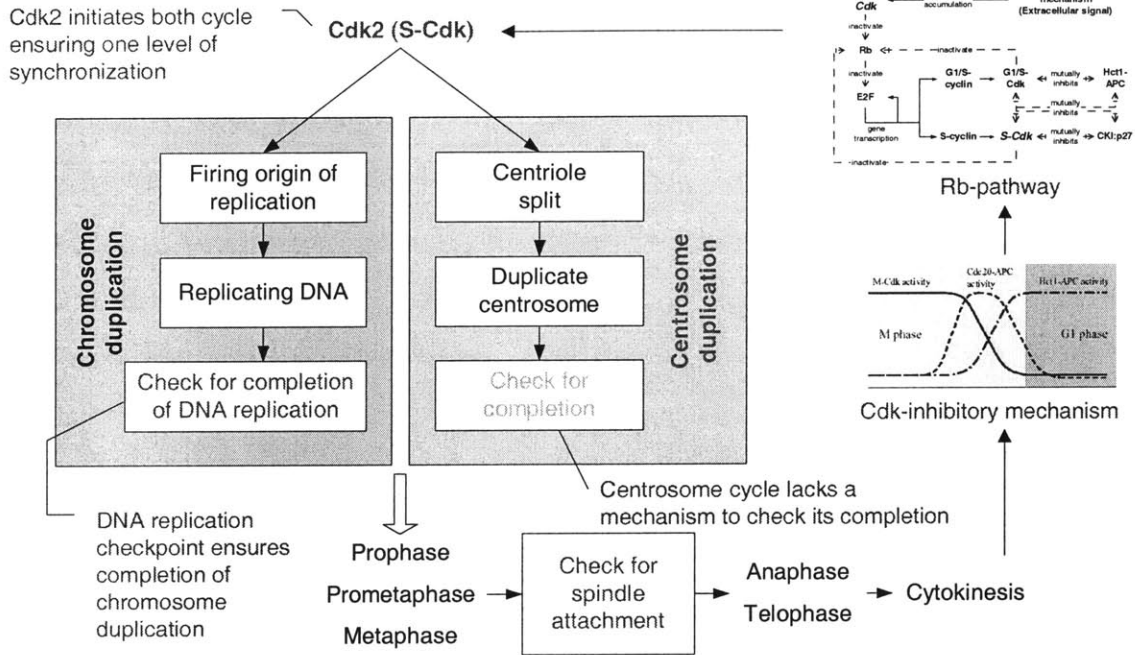 Cdk2 initiates both cycle
ensuring one level of
synchronization
Cdk2 (S-Cdk)
Chromosome
duplication
Firing origin of
replication
Replicating DNA
Check for completion
of DNA replication
Centriole
split
Duplicate
centrosome
Check for
completion
Centrosome
duplication
DNA replication
checkpoint ensures
completion of
chromosome
duplication
Centrosome cycle lacks a
mechanism to check its completion
Prophase
Prometaphase
Metaphase
Check for
spindle
attachment
Anaphase
Telophase
Cytokinesis
Cdk
accumulation
mechanism
(Extracellular signal)
inactivate
Rb
inactivate
inactivate
E2F
gene
transcription
G1/S-
cyclin
G1/S-
Cdk
mutually
inhibits
Hct1-
APC
mutually
inhibits
S-cyclin
S-Cdk
mutually
inhibits
CKI:p27
inactivate
Rb-pathway
M-Cdk activity
Cdc20-APC
activity
Hct1-APC activity
M phase
G1 phase
Cdk-inhibitory mechanism